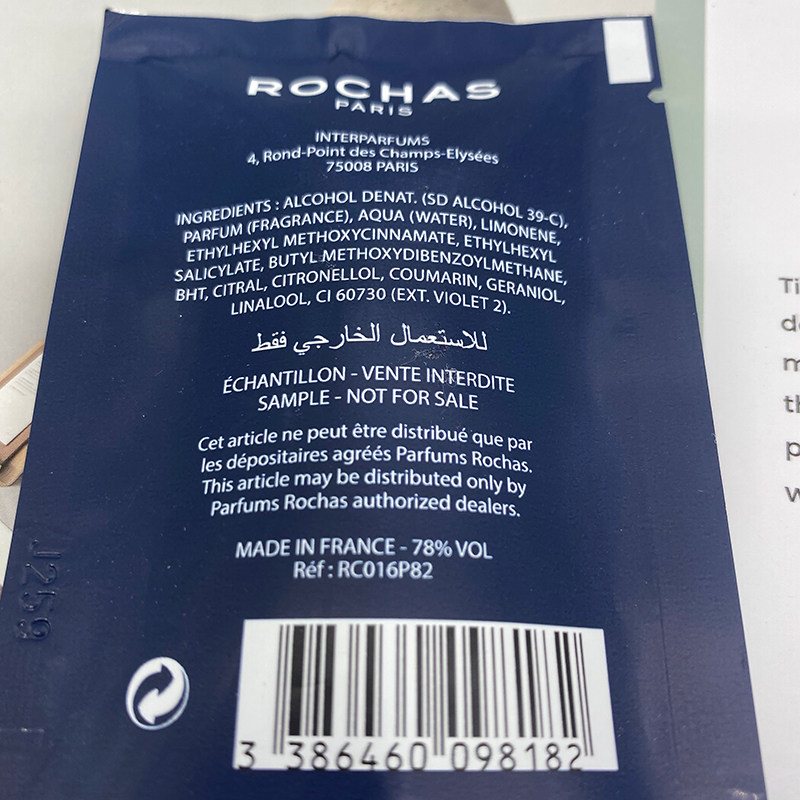 ROCHAS
PARIS
INTERPARFUMS
4, Rond-Point des Champs-Elysées
75008 PARIS
INGREDIENTS : ALCOHOL DENAT. (SD ALCOHOL 39-C),
PARFUM (FRAGRANCE), AQUA (WATER), LIMONENE,
ETHYLHEXYL METHOXYCINNAMATE, ETHYLHEXYL
SALICYLATE, BUTYL METHOXYDIBENZOYLMETHANE,
BHT, CITRAL, CITRONELLOL, COUMARIN, GERANIOL,
LINALOOL, CI 60730 (EXT. VIOLET 2).
للاستعمال الخارجي فقط
ÉCHANTILLON - VENTE INTERDITE
SAMPLE - NOT FOR SALE
Cet article ne peut être distribué que par
les dépositaires agréés Parfums Rochas.
This article may be distributed only by
Parfums Rochas authorized dealers.
MADE IN FRANCE - 78% VOL
Réf : RC016P82
J259
3 386460 098182